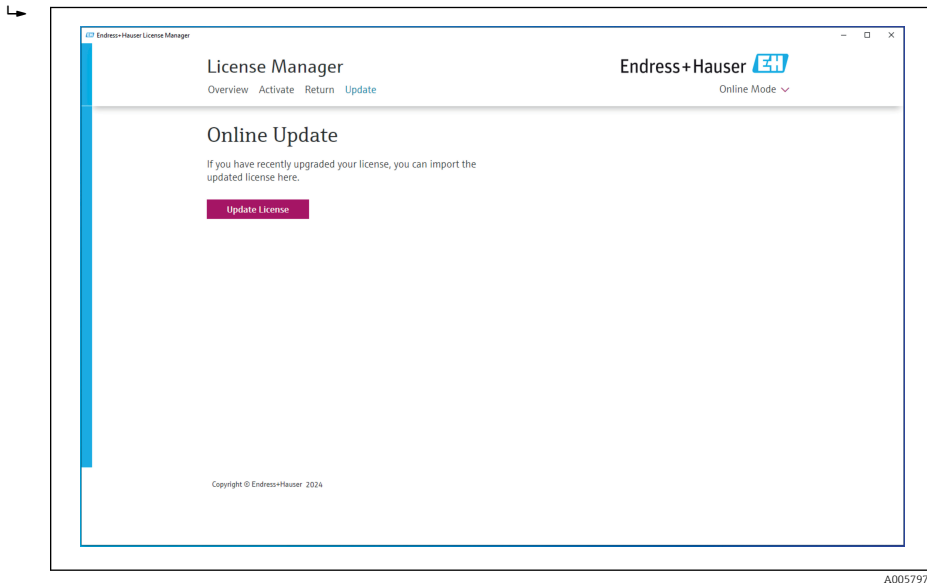 Endress+Hauser License Manager
License Manager
Endress+Hauser EH
Overview Activate Return Update
Online Mode
Online Update
If you have recently upgraded your license, you can import the
updated license here.
Update License
Copyright © Endress+Hauser 2024
A005797